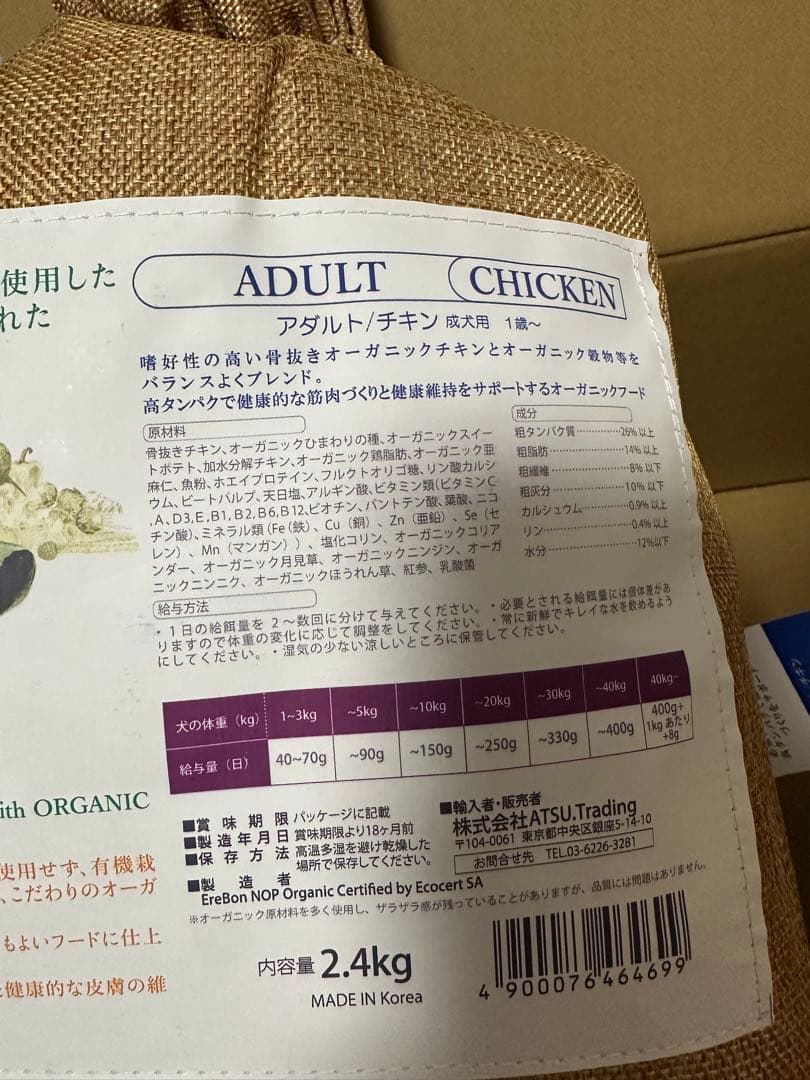 使用した
れた
ADULT
CHICKEN
アダルト/チキン 成犬用 1歳〜
嗜好性の高い骨抜きオーガニックチキンとオーガニック穀物等を
バランスよくブレンド。
高タンパクで健康的な筋肉づくりと健康維持をサポートするオーガニックフード
原材料
骨抜きチキン、オーガニックひまわりの種、オーガニックスイー
トポテト、加水分解チキン、オーガニック鶏脂肪、オーガニック亜
麻仁、魚粉、ホエイプロテイン、フルクトオリゴ糖、リン酸カルシ
ウム、ビートパルプ、天日塩、アルギン酸、ビタミン類(ビタミンC
,A,D3,E,B1,B2,B6,B12,ビオチン、パントテン酸、葉酸、ニコ
チン酸)、ミネラル類(Fe(鉄)、Cu(銅)、Zn(亜鉛)、Se(セ
レン)、Mn(マンガン))、塩化コリン、オーガニックコリア
ンダー、オーガニック月見草、オーガニックニンジン、オーガ
ニックニンニク、オーガニックほうれん草、紅参、乳酸菌
成分
粗タンパク質…………26%以上
粗脂肪…………………14%以上
粗繊維…………………8%以下
粗灰分…………………10%以下
カルシュウム…………0.9%以上
リン……………………0.4%以上
水分……………………12%以下
給与方法
・1日の給餌量を2〜数回に分けて与えてください。・必要とされる給餌量には個体差があ
りますので体重の変化に応じて調整をしてください。・常に新鮮でキレイな水を飲めるよう
にしてください。・湿気の少ない涼しいところに保管してください。
犬の体重(kg) 1~3kg ~5kg ~10kg ~20kg ~30kg ~40kg 40kg~
給与量(日) 40~70g ~90g ~150g ~250g ~330g ~400g 400g+ 1kgあたり +8g
ith ORGANIC
使用せず、有機栽
、こだわりのオーガ
もよいフードに仕上
健康的な皮膚の維
■賞味期限 パッケージに記載
■製造年月日 賞味期限より18ヶ月前
■保存方法 高温多湿を避け乾燥した
場所で保存してください。
■輸入者・販売者
株式会社ATSU.Trading
〒104-0061 東京都中央区銀座5-14-10
お問合せ先 TEL.03-6226-3281
■製造者
EreBon NOP Organic Certified by Ecocert SA
※オーガニック原材料を多く使用し、ザラザラ感が残っていることがありますが、品質には問題はありません。
内容量 2.4kg
MADE IN Korea
4 900076 464699